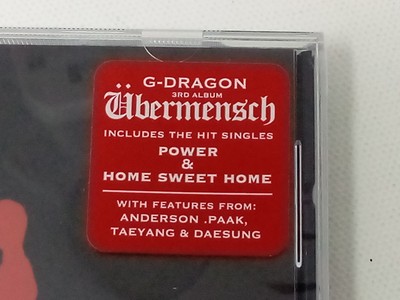 G-DRAGON
3RD ALBUM
Übermensch
INCLUDES THE HIT SINGLES
POWER
&
HOME SWEET HOME
WITH FEATURES FROM:
ANDERSON .PAAK,
TAEYANG & DAESUNG